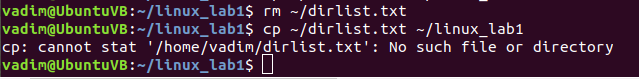 vadim@UbuntuVB:~/linux_lab1$ rm ~/dirlist.txt
vadim@UbuntuVB:~/linux_lab1$ cp ~/dirlist.txt ~/linux_lab1
cp: cannot stat '/home/vadim/dirlist.txt': No such file or directory
vadim@UbuntuVB:~/linux_lab1$